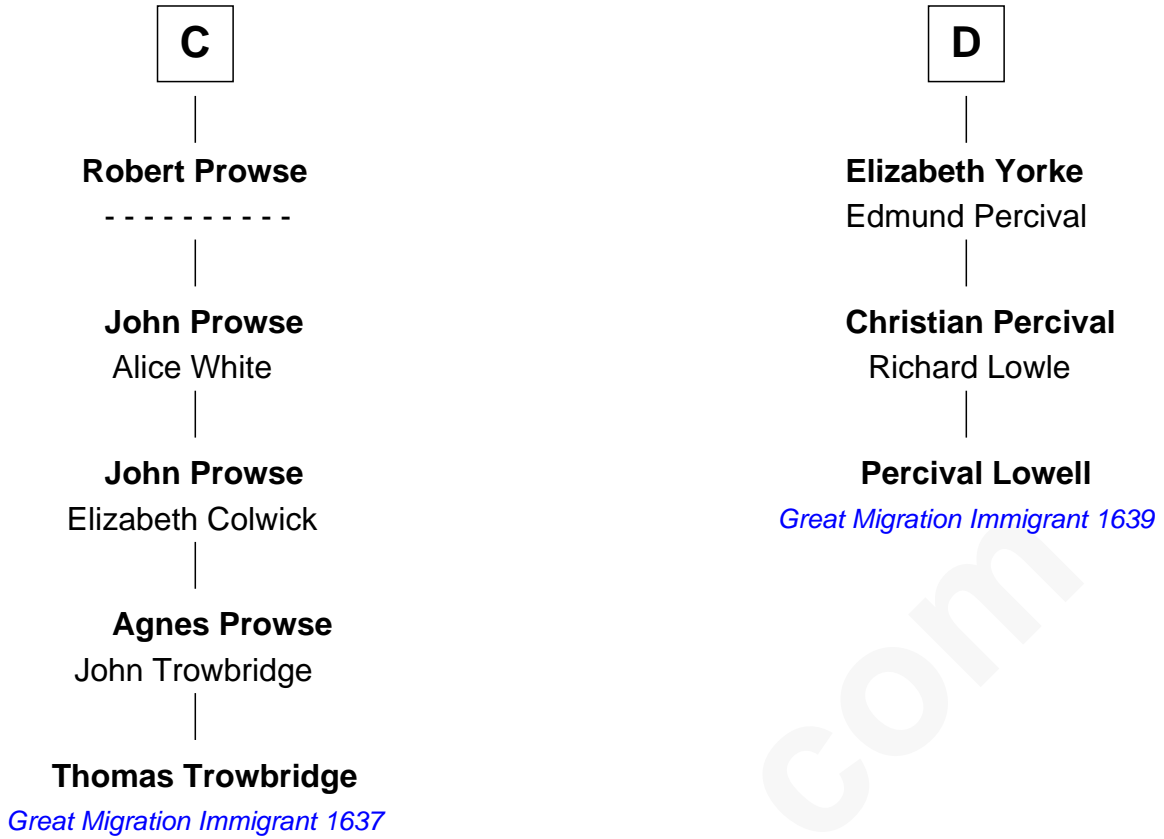 C
Robert Prowse
- - - - - - - - - -
John Prowse
Alice White
John Prowse
Elizabeth Colwick
Agnes Prowse
John Trowbridge
Thomas Trowbridge
Great Migration Immigrant 1637
D
Elizabeth Yorke
Edmund Percival
Christian Percival
Richard Lowle
Percival Lowell
Great Migration Immigrant 1639
com